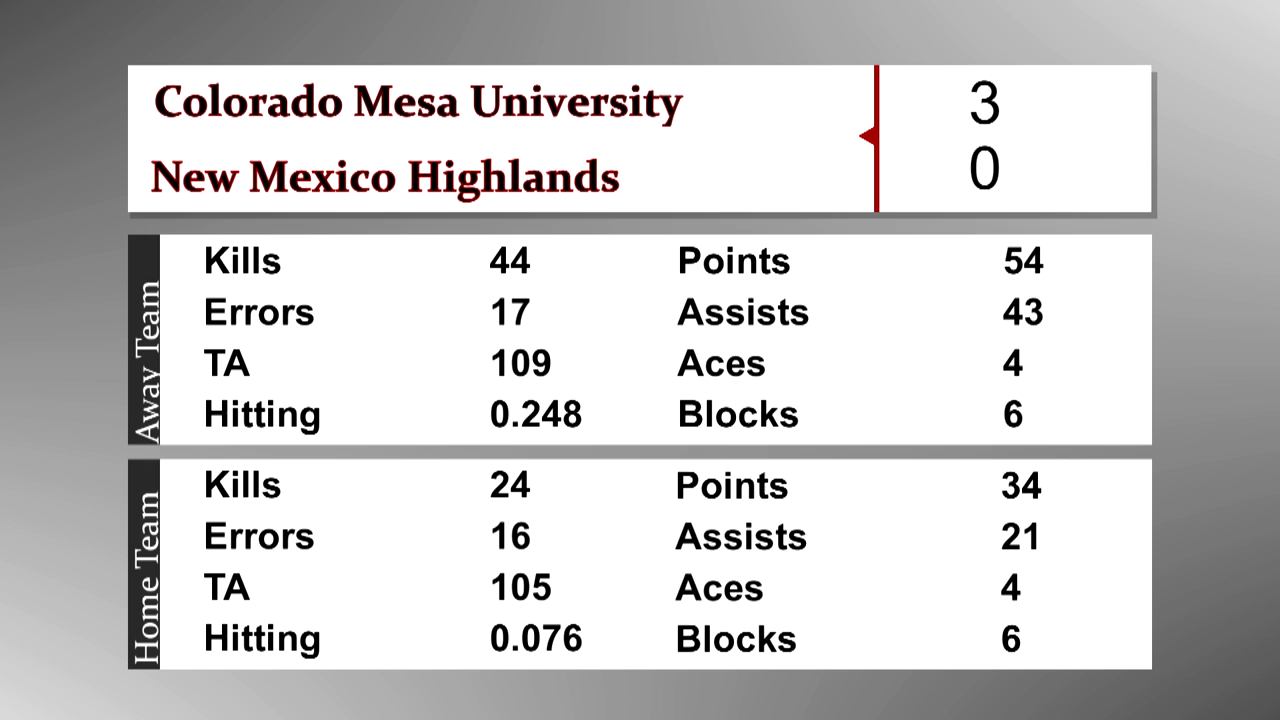 Colorado Mesa University 3
New Mexico Highlands 0
Away Team
Kills 44 Points 54
Errors 17 Assists 43
TA 109 Aces 4
Hitting 0.248 Blocks 6
Home Team
Kills 24 Points 34
Errors 16 Assists 21
TA 105 Aces 4
Hitting 0.076 Blocks 6